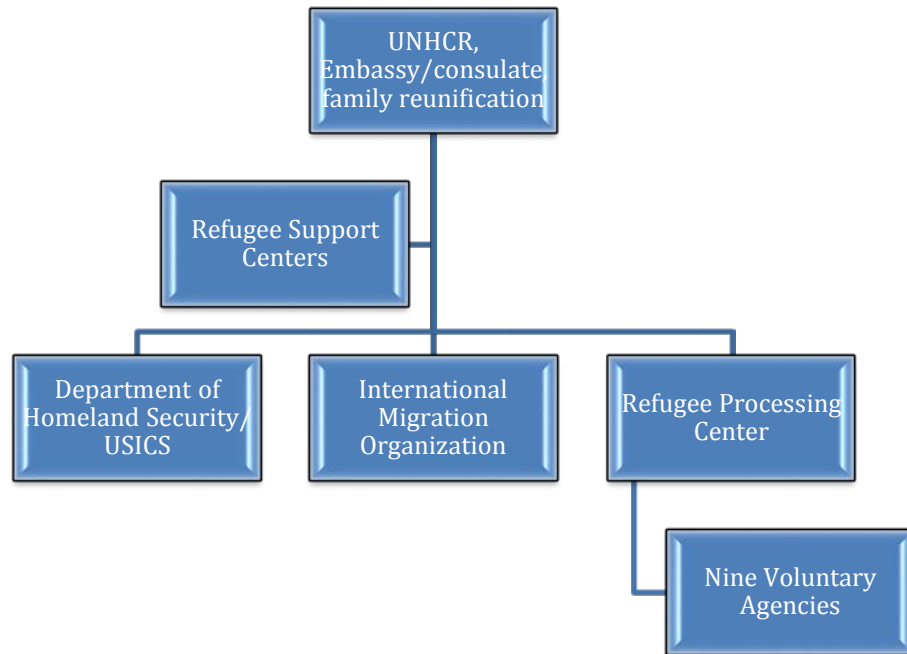 UNHCR,
Embassy/consulate,
family reunification
Refugee Support
Centers
Department of
Homeland Security/
USICS
International
Migration
Organization
Refugee Processing
Center
Nine Voluntary
Agencies